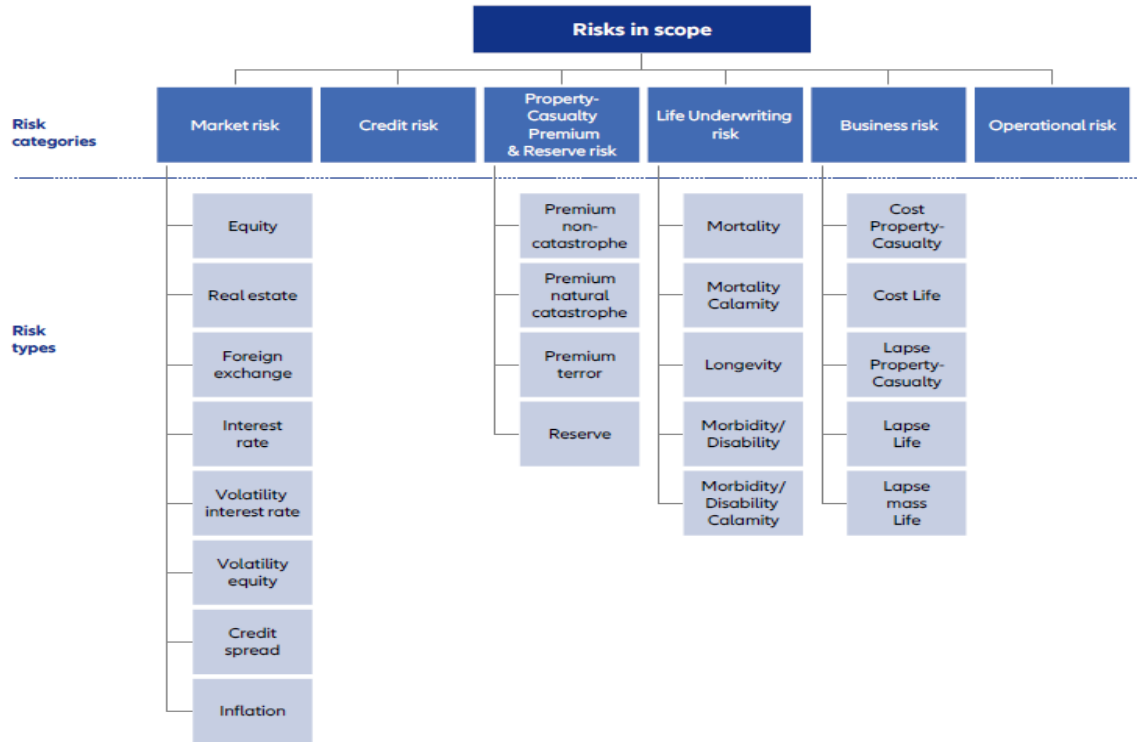 Risks in scope
Risk
categories
Market risk
Credit risk
Property-
Casualty
Premium
& Reserve risk
Life Underwriting
risk
Business risk
Operational risk
Risk
types
Equity
Real estate
Foreign
exchange
Interest
rate
Volatility
interest rate
Volatility
equity
Credit
spread
Inflation
Premium
non-
catastrophe
Premium
natural
catastrophe
Premium
terror
Reserve
Mortality
Mortality
Calamity
Longevity
Morbidity/
Disability
Morbidity/
Disability
Calamity
Cost
Property-
Casualty
Cost Life
Lapse
Property-
Casualty
Lapse
Life
Lapse
mass
Life